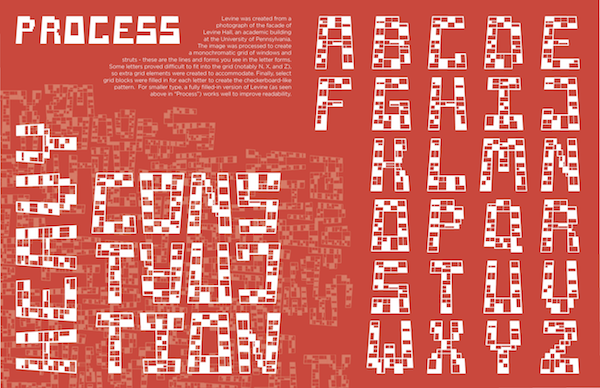 PROCESS
Levine was created from a
photograph of the facade of
Levine Hall, an academic building
at the University of Pennsylvania.
The image was processed to create
a monochromatic grid of windows and
struts - these are the lines and forms you see in the letter forms.
Some letters proved difficult to fit into the grid (notably N, X, and Z),
so extra grid elements were created to accommodate. Finally, select
grid blocks were filled in for each letter to create the checkerboard-like
pattern. For smaller type, a fully filled-in version of Levine (as seen
above in "Process") works well to improve readability.
HEAVY
CONS
TRUC
TION
A B C D E
F G H I J
K L M N
O P Q R
S T U V
W X Y Z